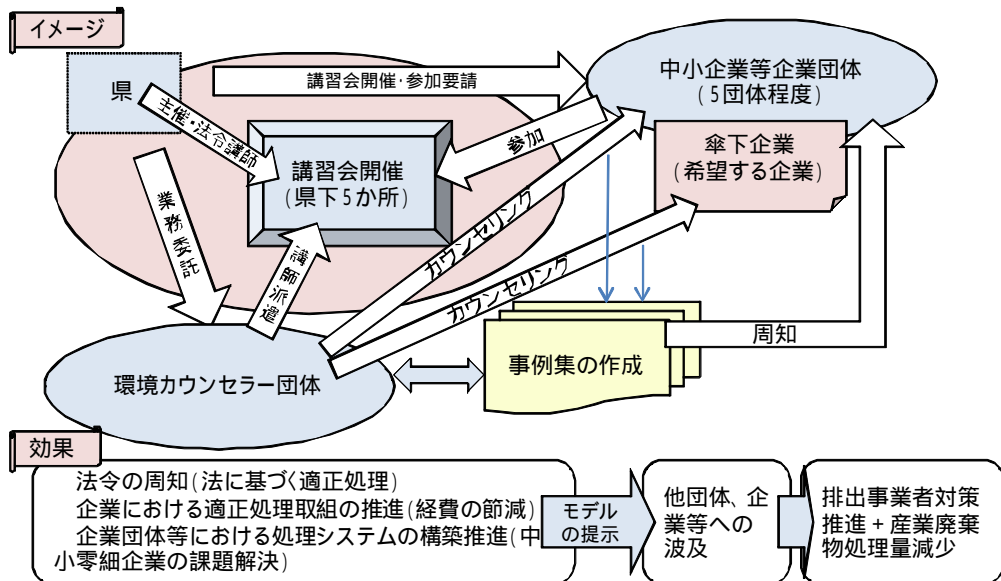 イメージ
県
講習会開催・参加要請
中小企業等企業団体
(5団体程度)
主催・法令講師
参加
傘下企業
(希望する企業)
講習会開催
(県下5か所)
業務委託
講師派遣
カウンセリング
カウンセリング
環境カウンセラー団体
事例集の作成
周知
効果
法令の周知(法に基づく適正処理)
企業における適正処理取組の推進(経費の節減)
企業団体等における処理システムの構築推進(中
小零細企業の課題解決)
モデル
の提示
他団体、企
業等への
波及
排出事業者対策
推進+産業廃棄
物処理量減少